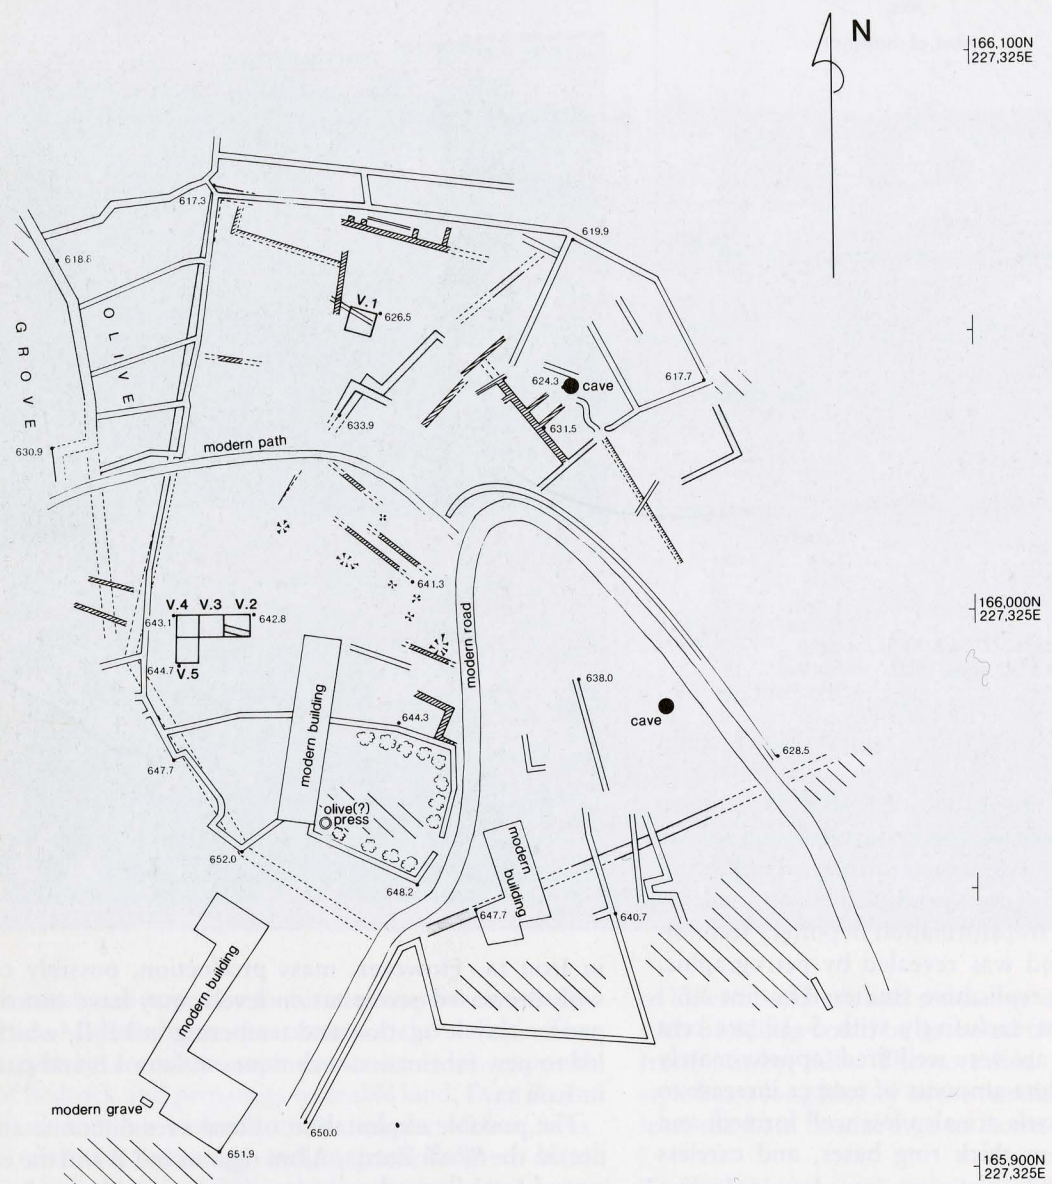 N
166,100N
227,325E
617.3
619.9
618.8
GROVE
OLIVE
V.1
626.5
624.3
cave
617.7
633.9
631.5
modern path
630.9
641.3
V.4 V.3 V.2
643.1
642.8
166,000N
227,325E
644.7
V.5
modern road
638.0
cave
modern building
644.3
628.5
647.7
olive(?)
press
modern
building
652.0
648.2
647.7
640.7
modern building
modern grave
650.0
651.9
165,900N
227,325E